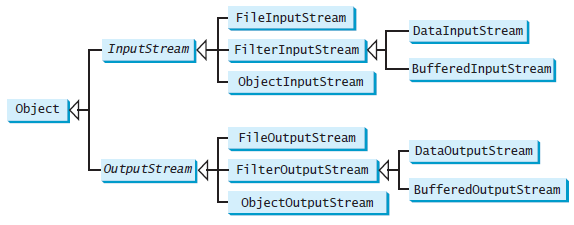 FileInputStream
InputStream
FilterInputStream
DataInputStream
ObjectInputStream
BufferedInputStream
Object
FileOutputStream
OutputStream
FilterOutputStream
DataOutputStream
ObjectOutputStream
BufferedOutputStream